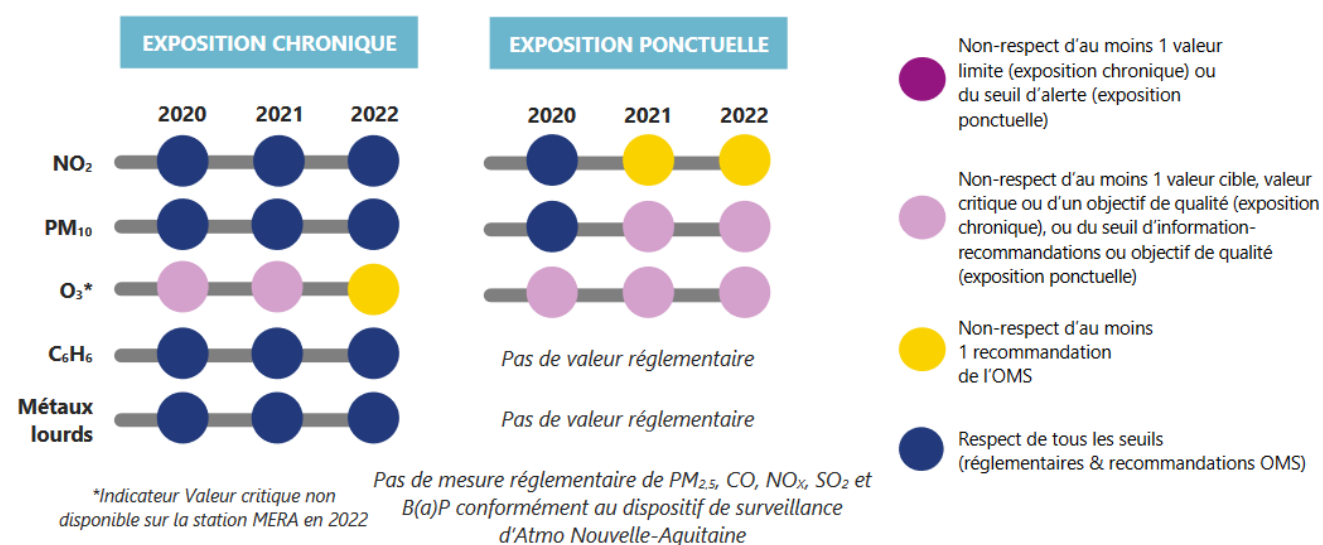 EXPOSITION CHRONIQUE
2020 2021 2022
NO₂
PM₁₀
O₃*
C₆H₆
Métaux
lourds
*Indicateur Valeur critique non
disponible sur la station MERA en 2022
EXPOSITION PONCTUELLE
2020 2021 2022
Pas de valeur réglementaire
Pas de valeur réglementaire
Pas de mesure réglementaire de PM₂,₅, CO, NOₓ, SO₂ et
B(a)P conformément au dispositif de surveillance
d'Atmo Nouvelle-Aquitaine
Non-respect d'au moins 1 valeur
limite (exposition chronique) ou
du seuil d'alerte (exposition
ponctuelle)
Non-respect d'au moins 1 valeur cible, valeur
critique ou d'un objectif de qualité (exposition
chronique), ou du seuil d'information-
recommandations ou objectif de qualité
(exposition ponctuelle)
Non-respect d'au moins
1 recommandation
de l'OMS
Respect de tous les seuils
(réglementaires & recommandations OMS)